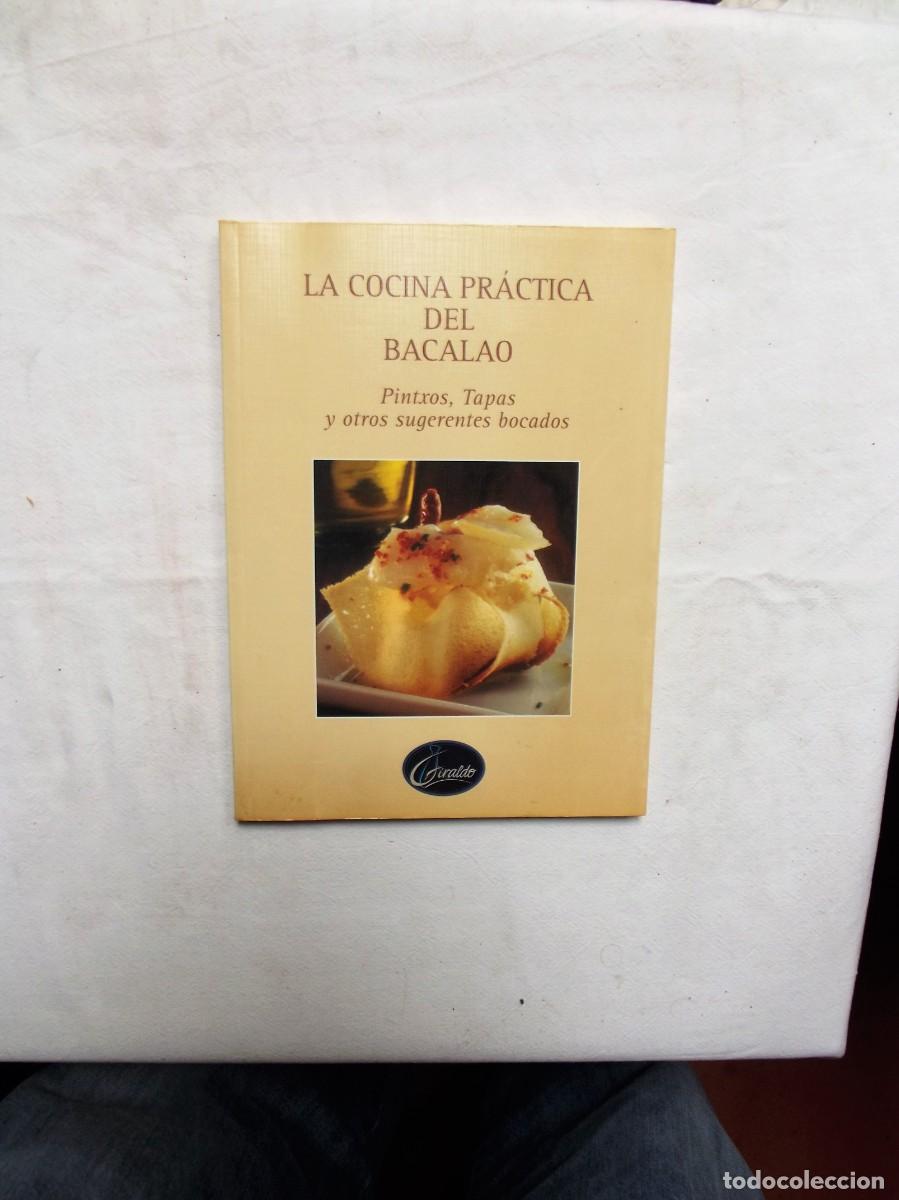 LA COCINA PRÁCTICA
DEL
BACALAO
Pintxos, Tapas
y otros sugerentes bocados
Giraldo
todocoleccion